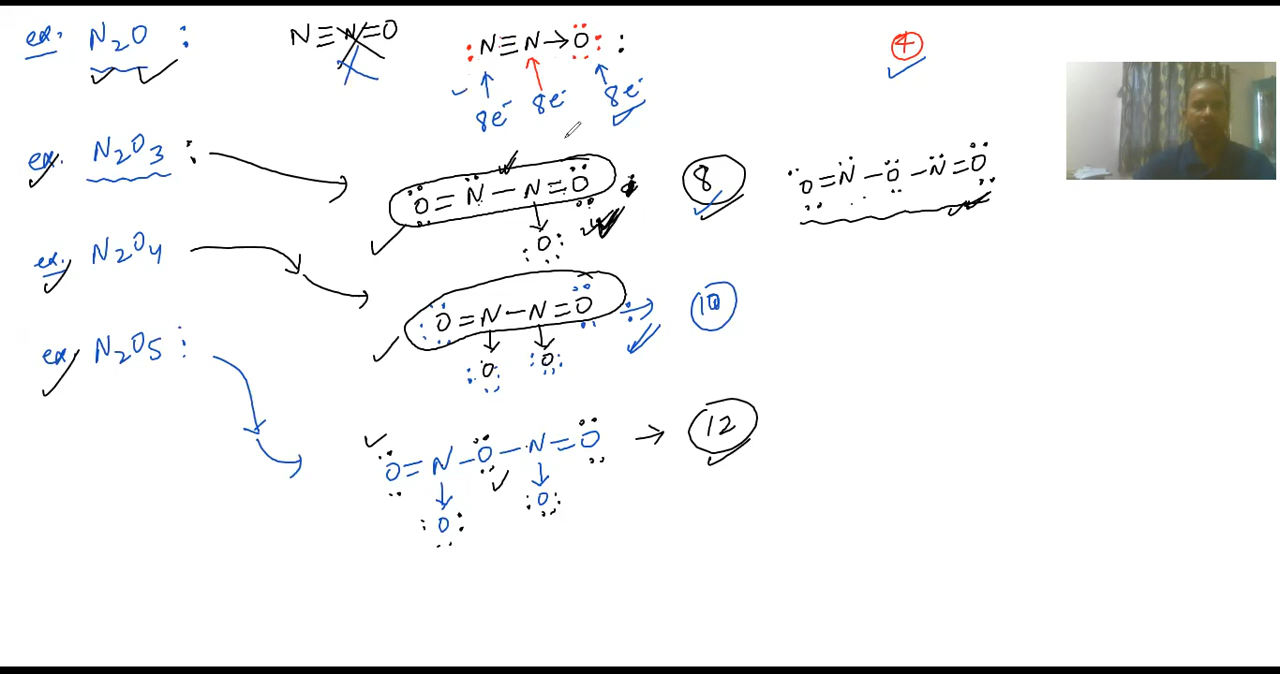 ex: N2O : N≡N=O :N≡N→Ö: : 4
8e⁻ 8e⁻ 8e⁻
ex. N2O3 : O=N–N=O 8 O=N–O–N=O
↓
O
ex. N2O4 O=N–N=O → 10
↓ ↓
O O
ex N2O5 :
O=N–O–N=O → 12
↓ ↓
O O